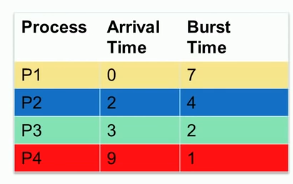 Process Arrival Time Burst Time
P1 0 7
P2 2 4
P3 3 2
P4 9 1